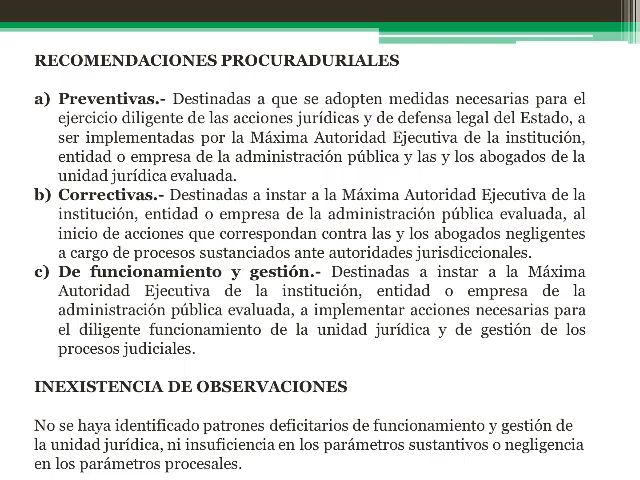 RECOMENDACIONES PROCURADURIALES
a) Preventivas.- Destinadas a que se adopten medidas necesarias para el
ejercicio diligente de las acciones jurídicas y de defensa legal del Estado, a
ser implementadas por la Máxima Autoridad Ejecutiva de la institución,
entidad o empresa de la administración pública y las y los abogados de la
unidad jurídica evaluada.
b) Correctivas.- Destinadas a instar a la Máxima Autoridad Ejecutiva de la
institución, entidad o empresa de la administración pública evaluada, al
inicio de acciones que correspondan contra las y los abogados negligentes
a cargo de procesos sustanciados ante autoridades jurisdiccionales.
c) De funcionamiento y gestión.- Destinadas a instar a la Máxima
Autoridad Ejecutiva de la institución, entidad o empresa de la
administración pública evaluada, a implementar acciones necesarias para
el diligente funcionamiento de la unidad jurídica y de gestión de los
procesos judiciales.
INEXISTENCIA DE OBSERVACIONES
No se haya identificado patrones deficitarios de funcionamiento y gestión de
la unidad jurídica, ni insuficiencia en los parámetros sustantivos o negligencia
en los parámetros procesales.